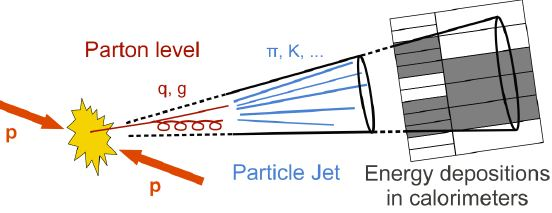 Parton level
π, K, ...
q, g
p
p
Particle Jet
Energy depositions
in calorimeters